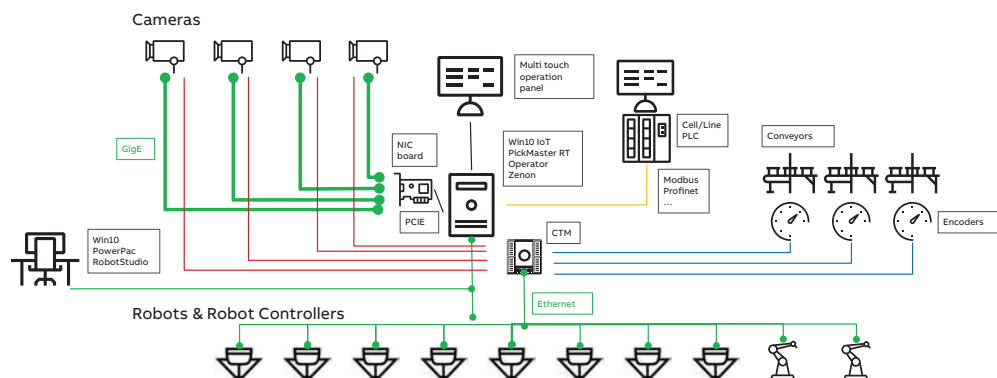 Cameras
Multi touch
operation
panel
Cell/Line
PLC
Conveyors
GigE
NIC
board
Win10 IoT
PickMaster RT
Operator
Zenon
Modbus
Profinet
...
PCIE
CTM
Encoders
Win10
PowerPac
RobotStudio
Ethernet
Robots & Robot Controllers